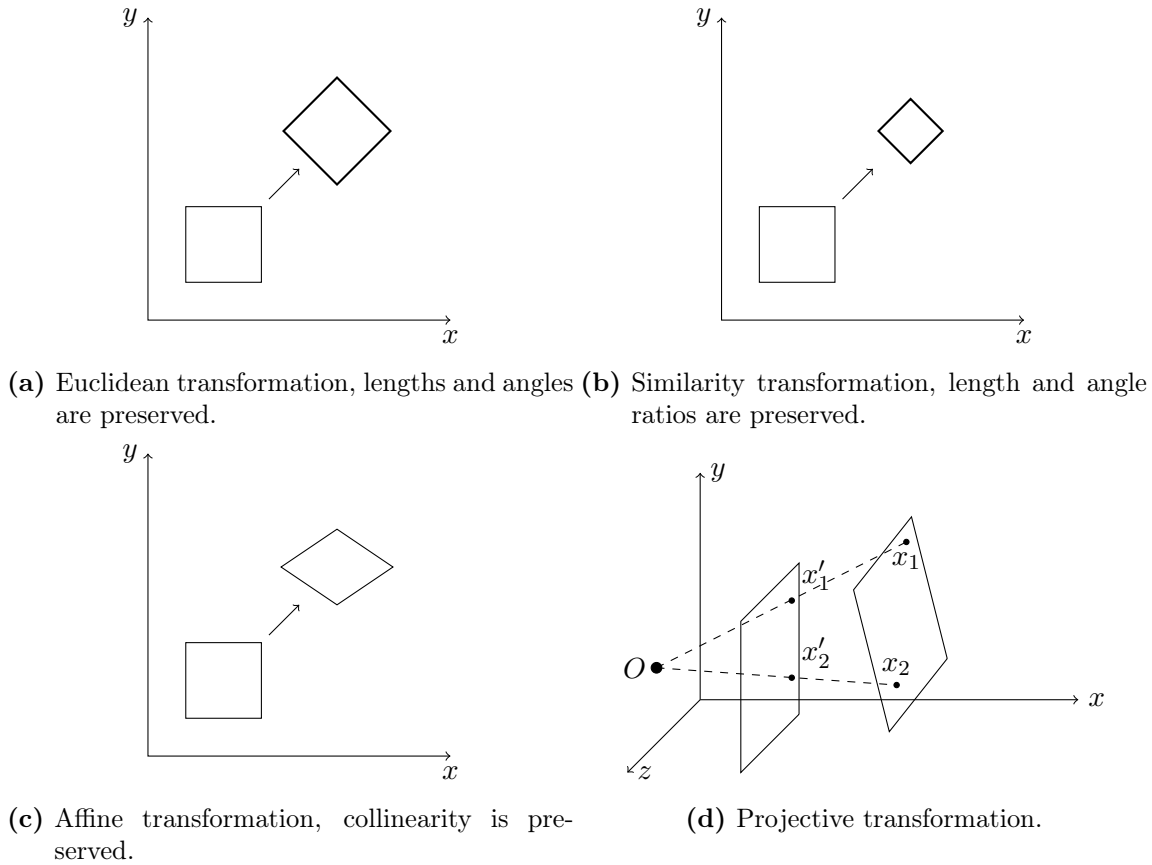 y
x
y
x
(a) Euclidean transformation, lengths and angles
are preserved.
(b) Similarity transformation, length and angle
ratios are preserved.
y
x
y
x
z
O
x′₁
x′₂
x₁
x₂
(c) Affine transformation, collinearity is pre-
served.
(d) Projective transformation.